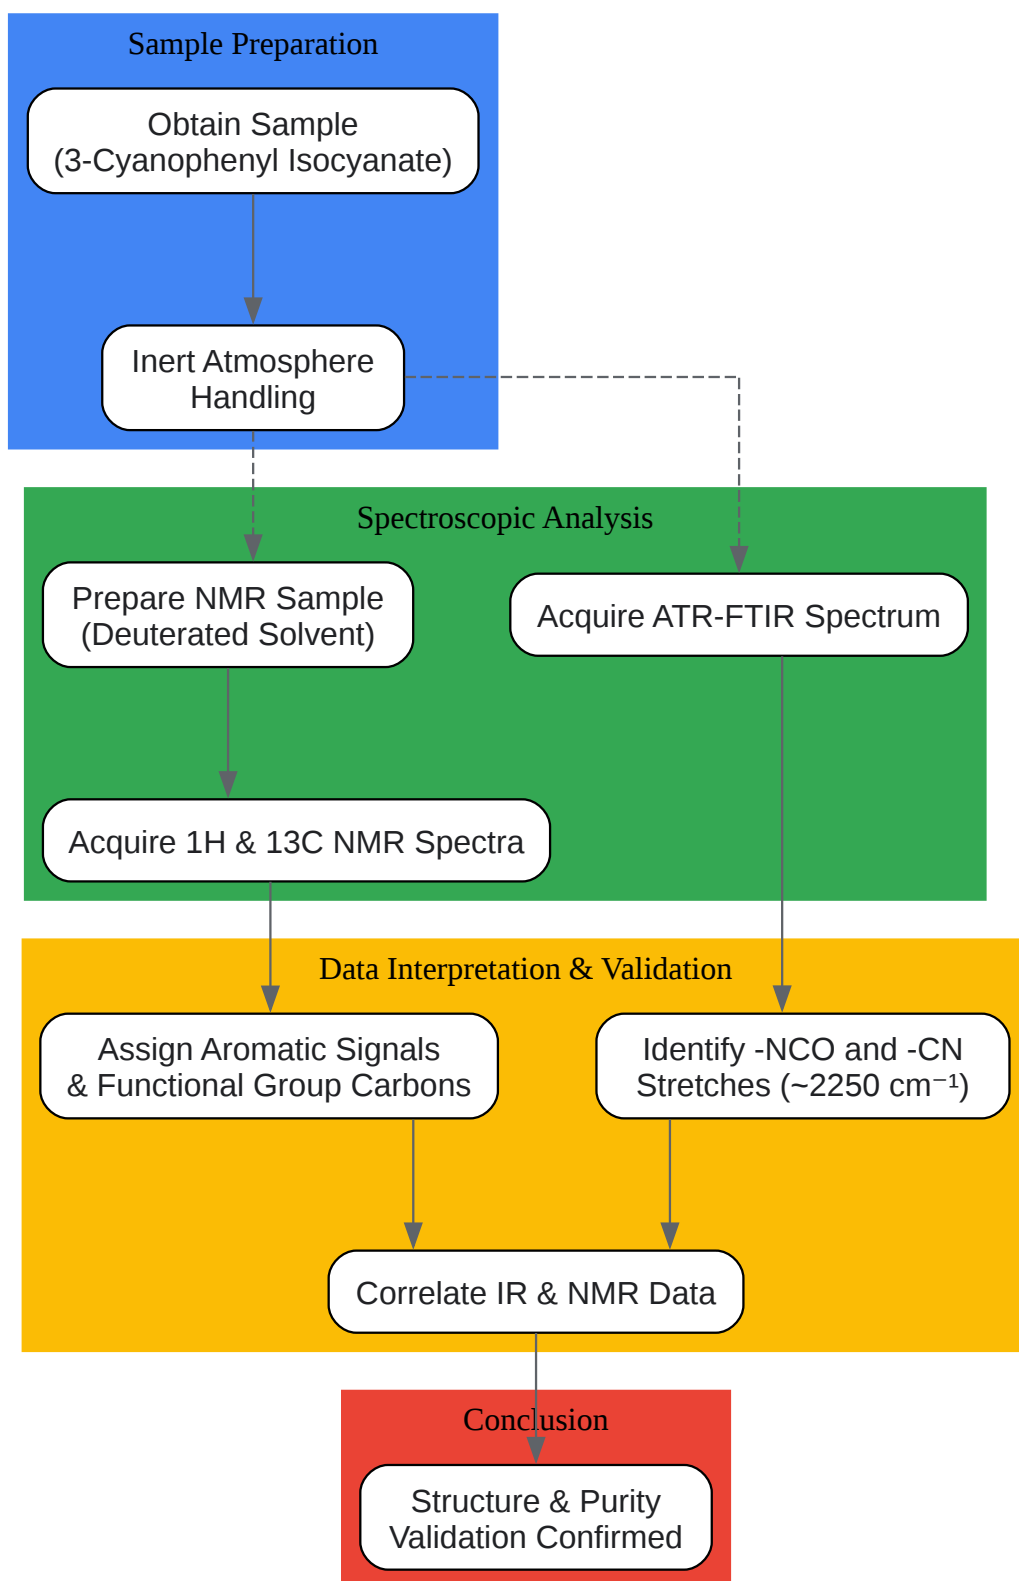 Sample Preparation
Obtain Sample
(3-Cyanophenyl Isocyanate)
Inert Atmosphere
Handling
Spectroscopic Analysis
Prepare NMR Sample
(Deuterated Solvent)
Acquire ATR-FTIR Spectrum
Acquire 1H & 13C NMR Spectra
Data Interpretation & Validation
Assign Aromatic Signals
& Functional Group Carbons
Identify -NCO and -CN
Stretches (~2250 cm⁻¹)
Correlate IR & NMR Data
Conclusion
Structure & Purity
Validation Confirmed